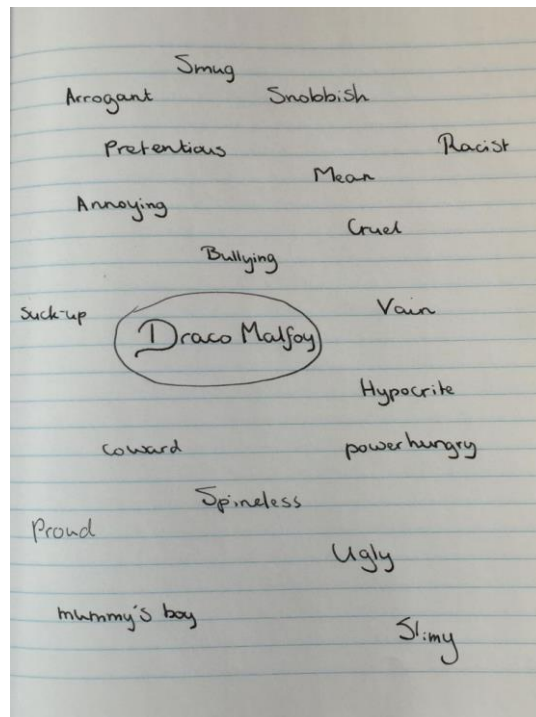 Smug
Arrogant Snobbish
Pretentious Racist
Mean
Annoying
Cruel
Bullying
Suck-up Vain
Draco Malfoy
Hypocrite
coward power hungry
Spineless
Proud
Ugly
mummy's boy
Slimy